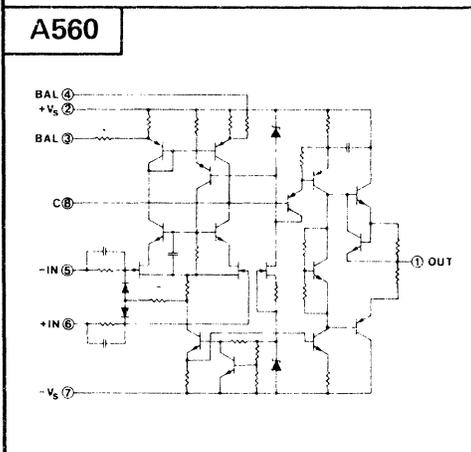 A560
BAL ④
+Vs ②
BAL ③
C ⑧
-IN ⑤
① OUT
+IN ⑥
-Vs ⑦